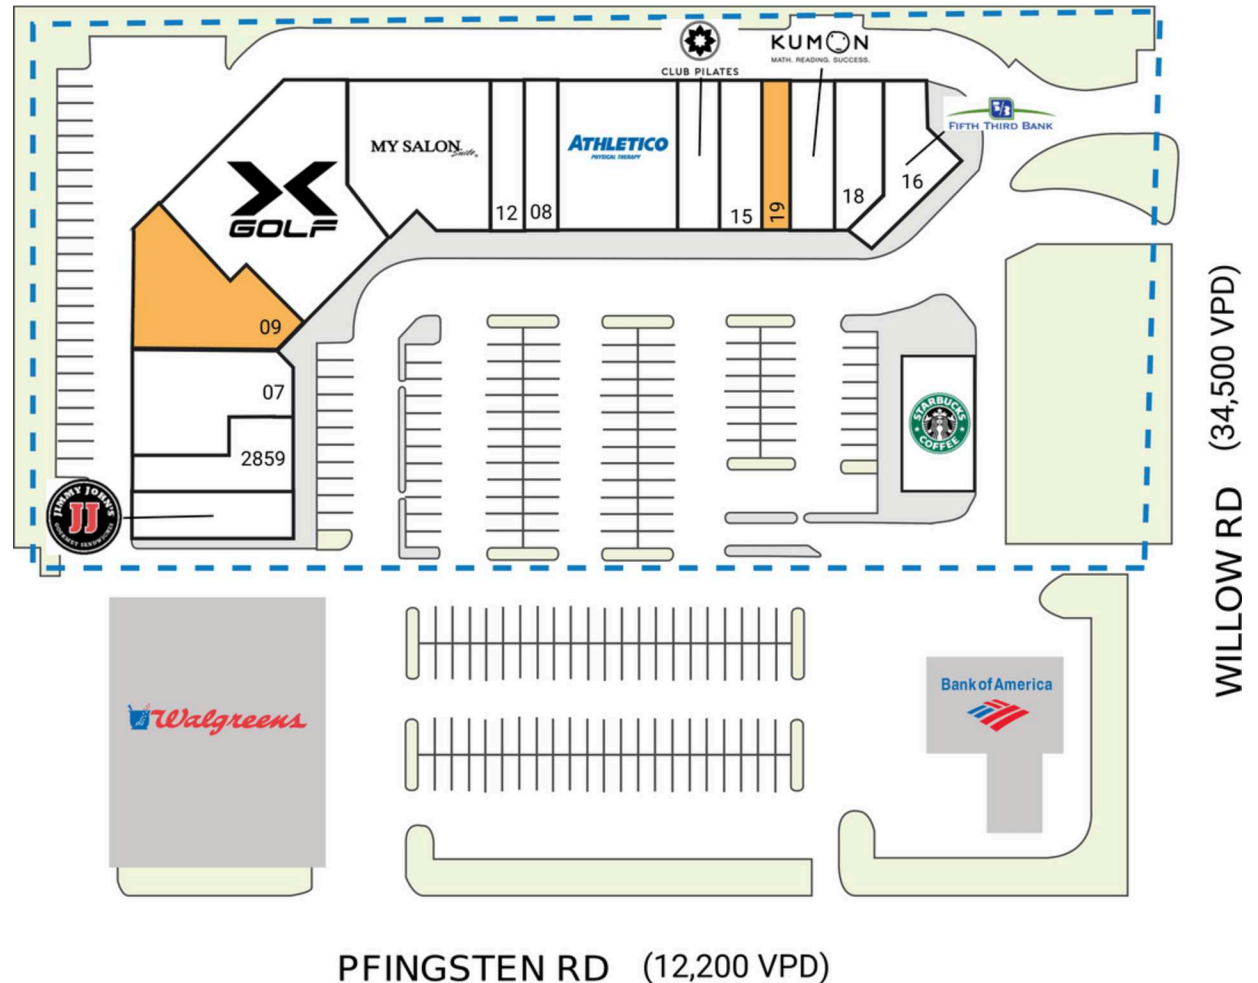 CLUB PILATES
KUMON
MATH. READING. SUCCESS.
FIFTH THIRD BANK
MY SALON
Suite
ATHLETICO
PHYSICAL THERAPY
X
GOLF
12
08
15
19
18
16
09
07
2859
JIMMY JOHN'S
JJ
GOURMET SANDWICHES
STARBUCKS
COFFEE
WILLOW RD (34,500 VPD)
Walgreens
Bank of America
PFINGSTEN RD (12,200 VPD)